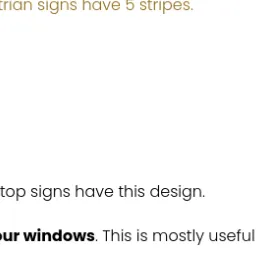 trian signs have 5 stripes.
top signs have this design.
our windows. This is mostly useful